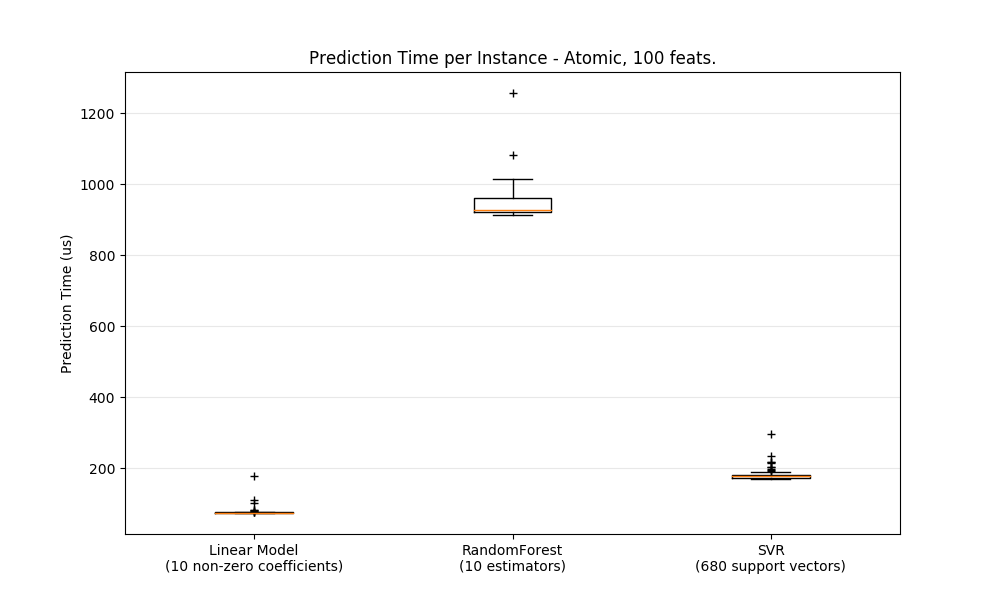 Prediction Time per Instance - Atomic, 100 feats.
Prediction Time (us)
1200
1000
800
600
400
200
Linear Model
(10 non-zero coefficients)
RandomForest
(10 estimators)
SVR
(680 support vectors)